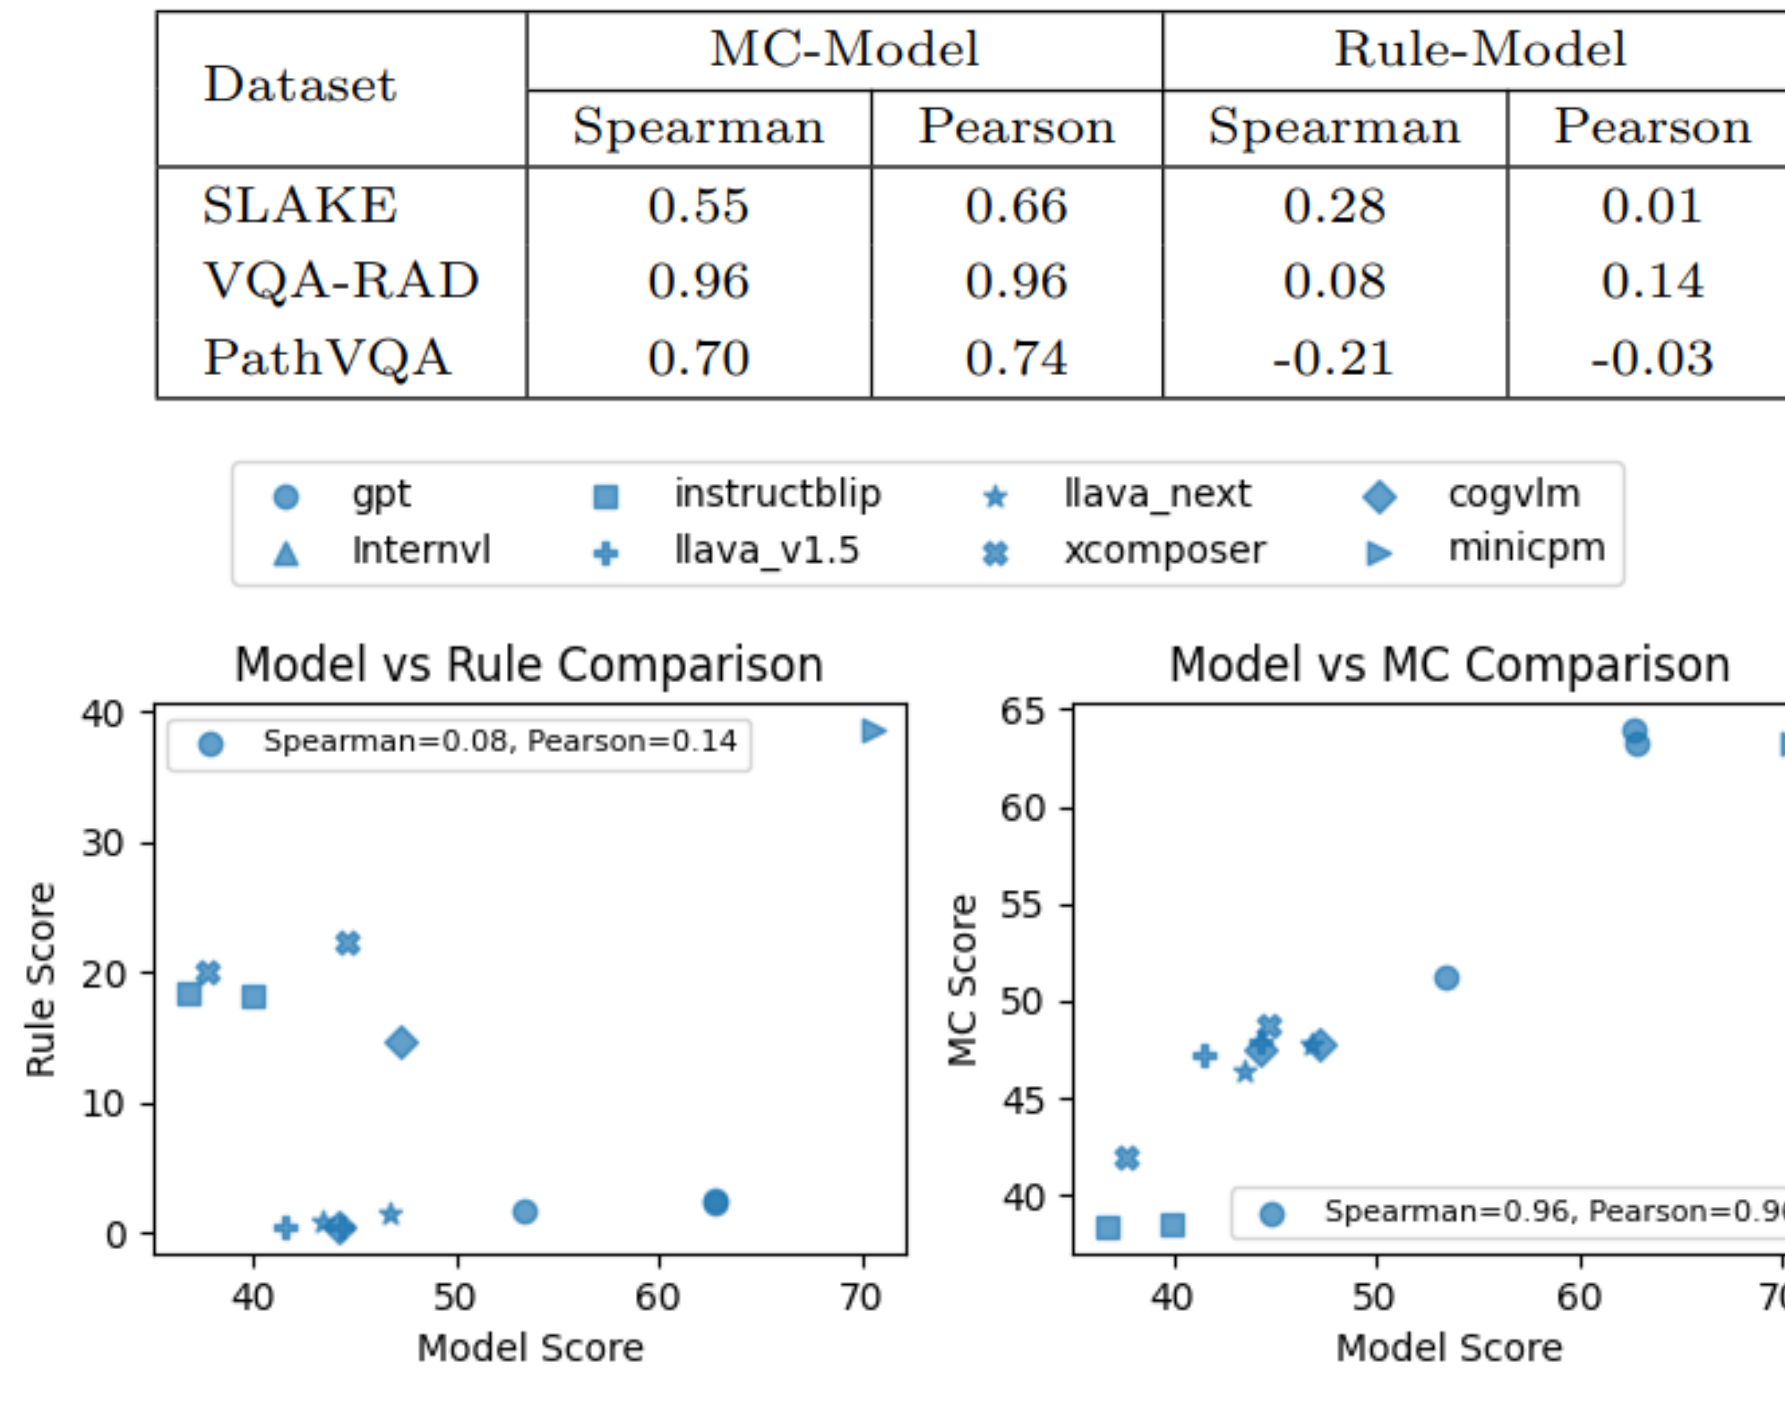 Dataset MC-Model Rule-Model
Spearman Pearson Spearman Pearson
SLAKE 0.55 0.66 0.28 0.01
VQA-RAD 0.96 0.96 0.08 0.14
PathVQA 0.70 0.74 -0.21 -0.03
gpt instructblip llava_next cogvlm
Internvl llava_v1.5 xcomposer minicpm
Model vs Rule Comparison
40
30
20
10
0
Rule Score
Spearman=0.08, Pearson=0.14
40 50 60 70
Model Score
Model vs MC Comparison
65
60
55
50
45
40
MC Score
Spearman=0.96, Pearson=0.9
40 50 60 70
Model Score